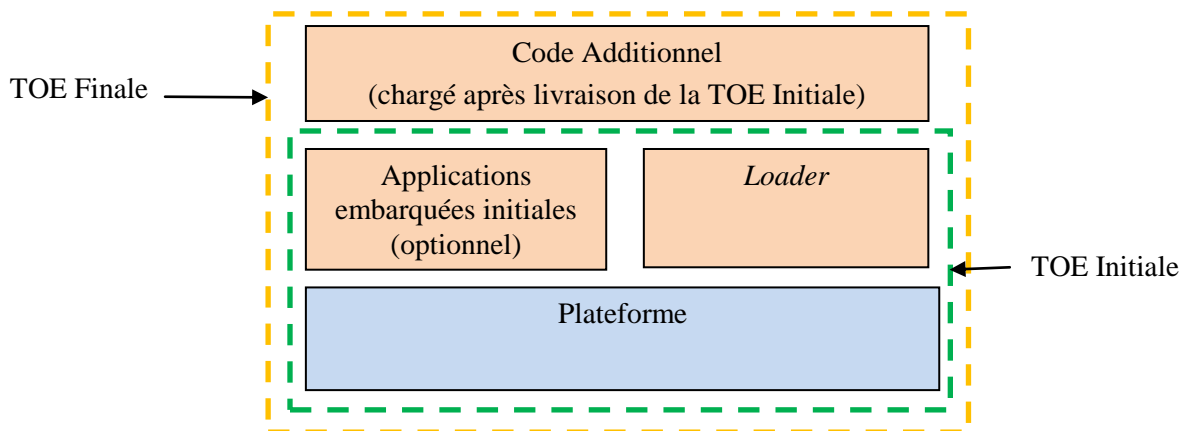 Code Additionnel
(chargé après livraison de la TOE Initiale)
TOE Finale
Applications
embarquées initiales
(optionnel)
Loader
TOE Initiale
Plateforme